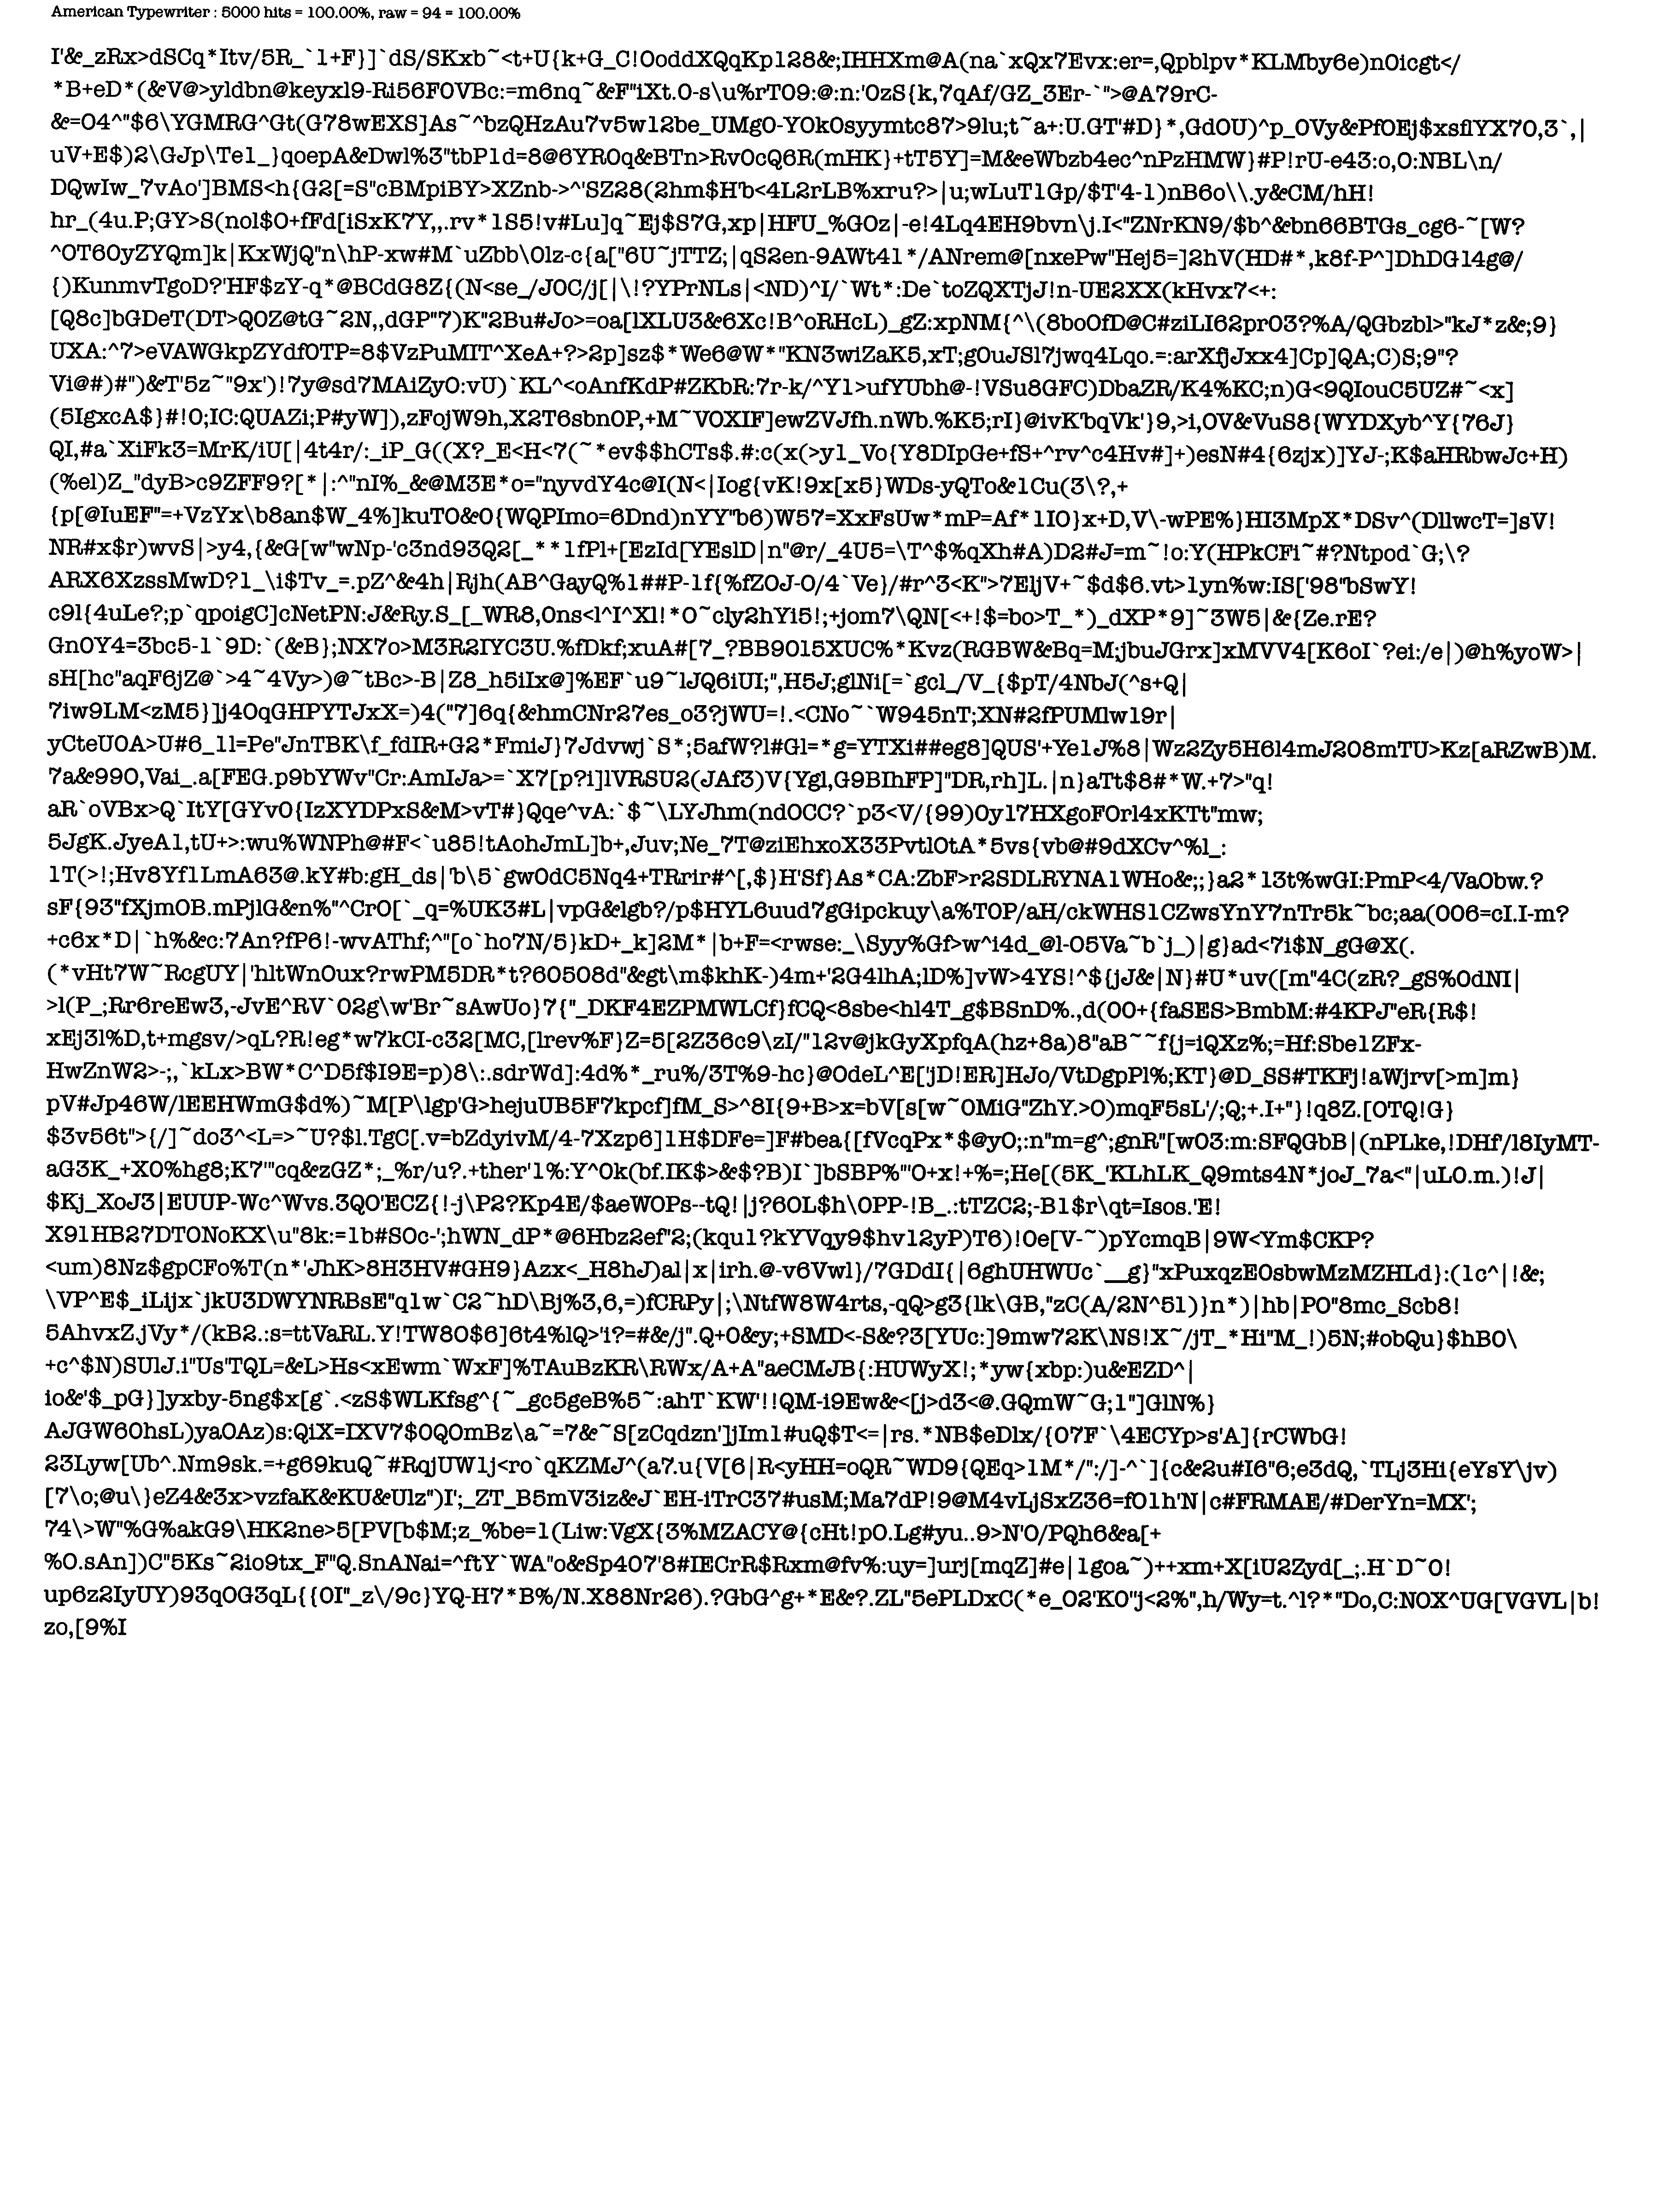 American Typewriter : 5000 hits = 100.00%, raw = 94 = 100.00%
I'&_zRx>dSCq*Itv/5R_`1+F}]`dS/SKxb~<t+U{k+G_C!OoddXQqKp128&;IHHXm@A(na`xQx7Evx:er=,Qpblpv*KLMby6e)n0icgt</
*B+eD*(&V@>yldbn@keyxl9-Ri56F0VBc:=m6nq~&F"iXt.0-s\u%rT09:@:n:'0zS{k,7qAf/GZ_3Er-`">@A79rC-
&=04^"$6\YGMRG^Gt(G78wEXS]As~^bzQHzAu7v5w12be_UMg0-Y0k0syymtc87>9lu;t~a+:U.GT'#D}*,GdOU)^p_0Vy&PfOEj$xsflYX70,3`,|
uV+E$)2\GJp\Te1_}qoepA&Dwl%3"tbP1d=8@6YR0q&BTn>RvOcQ6R(mHK}+tT5Y]=M&eWbzb4ec^nPzHMW}#P!rU-e43:o,O:NBL\n/
DQwIw_7vAo']BMS<h{G2[=S"cBMpiBY>XZnb->^'SZ28(2hm$H'b<4L2rLB%xru?>|u;wLuT1Gp/$T'4-1)nB6o\\.y&CM/hH!
hr_(4u.P;GY>S(nol$0+fFd[iSxK7Y,,.rv*1S5!v#Lu]q~Ej$S7G,xp|HFU_%GOz|-e!4Lq4EH9bvn\j.I<"ZNrKN9/$b^&bn66BTGs_cg6-~[W?
^OT60yZYQm]k|KxWjQ"n\hP-xw#M`uZbb\0lz-c{a["6U~jTTZ;|qS2en-9AWt41*/ANrem@[nxePw"Hej5=]2hV(HD#*,k8f-P^]DhDG14g@/
{)KunmvTgoD?'HF$zY-q*@BCdG8Z{(N<se_/J0C/j[|\!?YPrNLs|<ND)^I/`Wt*:De`toZQXTjJ!n-UE2XX(kHvx7<+:
[Q8c]bGDeT(DT>Q0Z@tG~2N,,dGP"7)K"2Bu#Jo>=oa[lXLU3&6Xc!B^oRHcL)_gZ:xpNM{^\(8boOfD@C#ziLI62pr03?%A/QGbzbl>"kJ*z&;9}
UXA:^7>eVAWGkpZYdfOTP=8$VzPuMIT^XeA+?>2p]sz$*We6@W*"KN3wiZaK5,xT;gOuJSl7jwq4Lqo.=:arXfjJxx4]Cp]QA;C)S;9"?
Vi@#)#")&T'5z~"9x')!7y@sd7MAiZyO:vU)`KL^<oAnfKdP#ZKbR:7r-k/^Y1>ufYUbh@-!VSu8GFC)DbaZR/K4%KC;n)G<9QIouC5UZ#~<x]
(5IgxcA$}#!O;IC:QUAZi;P#yW]),zFojW9h,X2T6sbn0P,+M~VOXIF]ewZVJfh.nWb.%K5;rI}@ivK'bqVk'}9,>i,0V&VuS8{WYDXyb^Y{76J}
QI,#a`XiFk3=MrK/iU[|4t4r/:_iP_G((X?_E<H<7(~*ev$$hCTs$.#:c(x(>y1_Vo{Y8DIpGe+fS+^rv^c4Hv#]+)esN#4{6zjx)]YJ-;K$aHRbwJc+H)
(%el)Z_"dyB>c9ZFF9?[*|:^"nI%_&@M3E*o="nyvdY4c@I(N<|Iog{vK!9x[x5}WDs-yQTo&1Cu(3\?,+
{p[@IuEF"=+VzYx\b8an$W_4%]kuTO&0{WQPImo=6Dnd)nYY"b6)W57=XxFsUw*mP=Af*1IO}x+D,V\-wPE%}HI3MpX*DSv^(DllwcT=]sV!
NR#x$r)wvS|>y4,{&G[w"wNp-'c3nd93Q2[_**1fPl+[EzId[YEslD|n"@r/_4U5=\T^$%qXh#A)D2#J=m~!o:Y(HPkCFi~#?Ntpod`G;\?
ARX6XzssMwD?1_\i$Tv_=.pZ^&4h|Rjh(AB^GayQ%1##P-1f{%fZOJ-0/4`Ve}/#r^3<K">7EljV+~$d$6.vt>1yn%w:IS['98"bSwY!
c9l{4uLe?;p`qpoigC]cNetPN:J&Ry.S_[_WR8,0ns<l^I^Xl!*O~cly2hYi5!;+jom7\QN[<+!$=bo>T_*)_dXP*9]~3W5|&{Ze.rE?
Gn0Y4=3bc5-1`9D:`(&B};NX7o>M3R2IYC3U.%fDkf;xuA#[7_?BB9015XUC%*Kvz(RGBW&Bq=M;jbuJGrx]xMVV4[K6oI`?ei:/e|)@h%yoW>|
sH[hc"aqF6jZ@`>4~4Vy>)@~tBc>-B|Z8_h5iIx@]%EF`u9~lJQ6iUI;",H5J;glNi[=`gcl_/V_{$pT/4NbJ(^s+Q|
7iw9LM<zM5}]j40qGHPYTJxX=)4("7]6q{&hmCNr27es_o3?jWU=!.<CNo~`W945nT;XN#2fPUMlw19r|
yCteU0A>U#6_1l=Pe"JnTBK\f_fdIR+G2*FmiJ}7Jdvwj`S*;5afW?l#Gl=*g=YTXi##eg8]QUS'+Ye1J%8|Wz2Zy5H6l4mJ208mTU>Kz[aRZwB)M.
7a&990,Vai_.a[FEG.p9bYWv"Cr:AmIJa>=`X7[p?i]lVRSU2(JAf3)V{Ygl,G9BIhFP]"DR,rh]L.|n}aTt$8#*W.+7>"q!
aR`oVBx>Q`ItY[GYv0{IzXYDPxS&M>vT#}Qqe^vA:`$~\LYJhm(nd0CC?`p3<V/{99)0y17HXgoF0rl4xKTt"mw;
5JgK.JyeA1,tU+>:wu%WNPh@#F<`u85!tAohJmL]b+,Juv;Ne_7T@ziEhxoX33PvtlOtA*5vs{vb@#9dXCv^%l_:
1T(>!;Hv8Yf1LmA63@.kY#b:gH_ds|'b\5`gw0dC5Nq4+TRrir#^[,$}H'Sf}As*CA:ZbF>r2SDLRYNA1WHo&;;}a2*13t%wGI:PmP<4/Va0bw.?
sF{93"fXjm0B.mPjlG&n%"^Cr0[`_q=%UK3#L|vpG&lgb?/p$HYL6uud7gGipckuy\a%TOP/aH/ckWHS1CZwsYnY7nTr5k~bc;aa(006=cI.I-m?
+c6x*D|`h%&c:7An?fP6!-wvAThf;^"[o`ho7N/5}kD+_k]2M*|b+F=<rwse:_\Syy%Gf>w^i4d_@l-05Va~b`j_)|g}ad<7i$N_gG@X(.
(*vHt7W~RcgUY|'hltWnOux?rwPM5DR*t?60508d"&gt\m$khK-)4m+'2G4lhA;lD%]vW>4YS!^${jJ&|N}#U*uv([m"4C(zR?_gS%0dNI|
>l(P_;Rr6reEw3,-JvE^RV`02g\w'Br~sAwUo}7{"_DKF4EZPMWLCf}fCQ<8sbe<hl4T_g$BSnD%.,d(00+{faSES>BmbM:#4KPJ"eR{R$!
xEj3l%D,t+mgsv/>qL?R!eg*w7kCI-c32[MC,[lrev%F}Z=5[2Z36c9\zI/"12v@jkGyXpfqA(hz+8a)8"aB~~f{j=iQXz%;=Hf:Sbe1ZFx-
HwZnW2>-;,`kLx>BW*C^D5f$I9E=p)8\:.sdrWd]:4d%*_ru%/3T%9-hc}@OdeL^E['jD!ER]HJo/VtDgpPl%;KT}@D_SS#TKFj!aWjrv[>m]m}
pV#Jp46W/lEEHWmG$d%)~M[P\lgp'G>hejuUB5F7kpcf]fM_S>^8I{9+B>x=bV[s[w~0MiG"ZhY.>O)mqF5sL'/;Q;+.I+"}!q8Z.[OTQ!G}
$3v56t">{/]~do3^<L=>~U?$l.TgC[.v=bZdyivM/4-7Xzp6]1H$DFe=]F#bea{[fVcqPx*$@yO;:n"m=g^;gnR"[w03:m:SFQGbB|(nPLke,!DHf'/l8IyMT-
aG3K_+X0%hg8;K7'"cq&zGZ*;_%r/u?.+ther'1%:Y^0k(bf.IK$>&$?B)I`]bSBP%"'O+x!+%=;He[(5K_'KLhLK_Q9mts4N*joJ_7a<"|uL0.m.)!J|
$Kj_XoJ3|EUUP-Wc^Wvs.3Q0'ECZ{!-j\P2?Kp4E/$aeWOPs--tQ!|j?60L$h\0PP-!B_.:tTZC2;-B1$r\qt=Isos.'E!
X91HB27DTONoKX\u"8k:=1b#SOc-';hWN_dP*@6Hbz2ef"2;(kqu1?kYVqy9$hv12yP)T6)!0e[V-~)pYcmqB|9W<Ym$CKP?
<um)8Nz$gpCFo%T(n*'JhK>8H3HV#GH9}Azx<_H8hJ)al|x|irh.@-v6Vwl}/7GDdI{|6ghUHWUc`__g}"xPuxqzE0sbwMzMZHLd}:(1c^|!&;
\VP^E$_iLijx`jkU3DWYNRBsE"q1w`C2~hD\Bj%3,6,=)fCRPy|;\NtfW8W4rts,-qQ>g3{lk\GB,"zC(A/2N^51)}n*)|hb|PO"8mc_Scb8!
5AhvxZ,jVy*/(kB2.:s=ttVaRL.Y!TW80$6]6t4%lQ>'i?=#&/j".Q+0&y;+SMD<-S&?3[YUc:]9mw72K\NS!X~/jT_*Hi"M_!)5N;#obQu}$hB0\
+c^$N)SUlJ.i"Us'TQL=&L>Hs<xEwm`WxF]%TAuBzKR\RWx/A+A"aeCMJB{:HUWyX!;*yw{xbp:)u&EZD^|
io&'$_pG}]yxby-5ng$x[g`.<zS$WLKfsg^{~_gc5geB%5~:ahT`KW'!!QM-i9Ew&<[j>d3<@.GQmW~G;1"]GlN%}
AJGW60hsL)ya0Az)s:QiX=IXV7$0QOmBz\a~=7&~S[zCqdzn']jIm1#uQ$T<=|rs.*NB$eDlx/{07F`\4ECYp>s'A]{rCWbG!
23Lyw[Ub^.Nm9sk.=+g69kuQ~#RqjUW1j<ro`qKZMJ^(a7.u{V[6|R<yHH=oQR~WD9{QEq>1M*/":/]-^`]{c&2u#I6"6;e3dQ,`TLj3Hi{eYsY\jv)
[7\o;@u\}eZ4&3x>vzfaK&KU&Ulz")I';_ZT_B5mV3iz&J`EH-iTrC37#usM;Ma7dP!9@M4vLjSxZ36=f01h'N|c#FRMAE/#DerYn=MX';
74\>W"%G%akG9\HK2ne>5[PV[b$M;z_%be=1(Liw:VgX{3%MZACY@{cHt!pO.Lg#yu..9>N'O/PQh6&a[+
%0.sAn])C"5Ks~2io9tx_F"Q.SnANai=^ftY`WA"o&Sp407'8#IECrR$Rxm@fv%:uy=]urj[mqZ]#e|1goa~)++xm+X[iU2Zyd[_;.H`D~0!
up6z2IyUY)93qOG3qL{{0I"_z\/9c}YQ-H7*B%/N.X88Nr26).?GbG^g+*E&?.ZL"5ePLDxC(*e_O2'K0"j<2%",h/Wy=t.^l?*"Do,C:NOX^UG[VGVL|b!
zo,[9%I